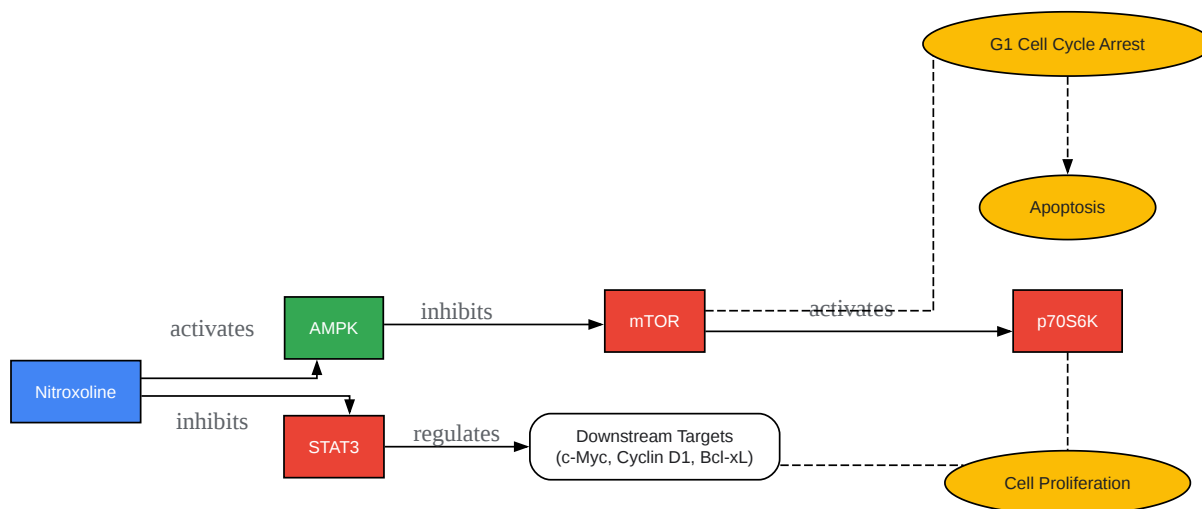 G1 Cell Cycle Arrest
Apoptosis
activates
AMPK
inhibits
mTOR
activates
p70S6K
Nitroxoline
inhibits
STAT3
regulates
Downstream Targets
(c-Myc, Cyclin D1, Bcl-xL)
Cell Proliferation